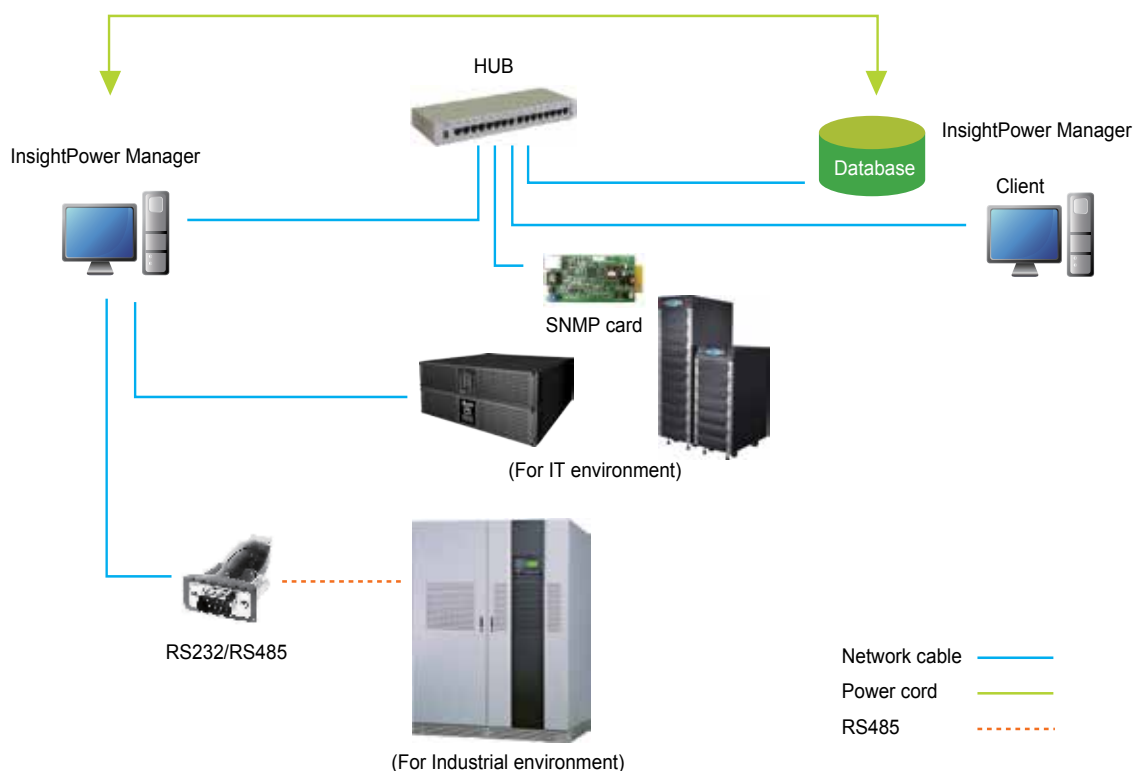 HUB
InsightPower Manager
InsightPower Manager
Database
Client
SNMP card
(For IT environment)
RS232/RS485
Network cable
Power cord
RS485
(For Industrial environment)